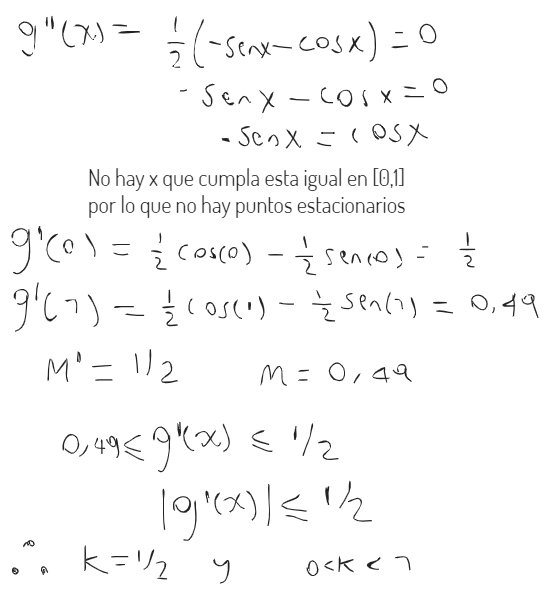 g''(x) = 1/2 (-senx - cosx) = 0
- senx - cosx = 0
- senx = cosx
No hay x que cumpla esta igual en [0,1]
por lo que no hay puntos estacionarios
g'(0) = 1/2 cos(0) - 1/2 sen(0) = 1/2
g'(1) = 1/2 cos(1) - 1/2 sen(1) = 0,49
M' = 1/2 m = 0,49
0,49 ≤ g'(x) ≤ 1/2
|g'(x)| ≤ 1/2
∴ k = 1/2 y 0<k<1